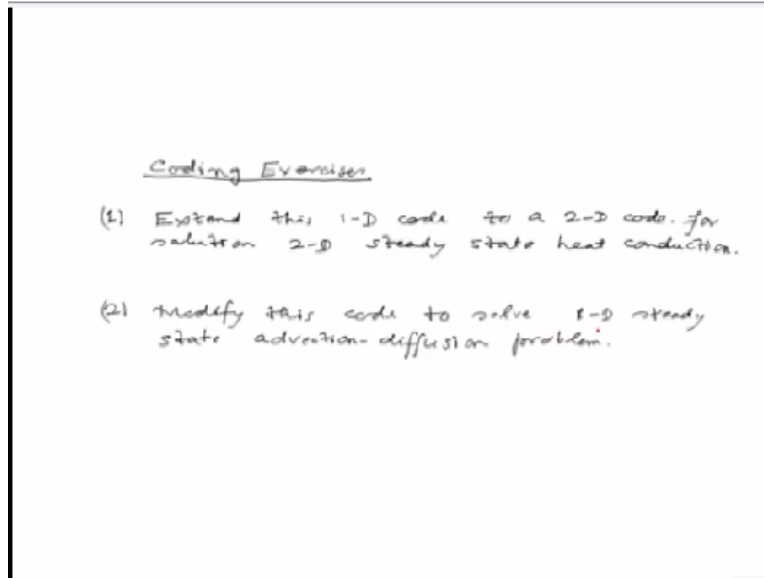 Coding Exercises
(1) Extend this 1-D code to a 2-D code. for
solution 2-D steady state heat conduction.
(2) Modify this code to solve 1-D steady
state advection-diffusion problem.